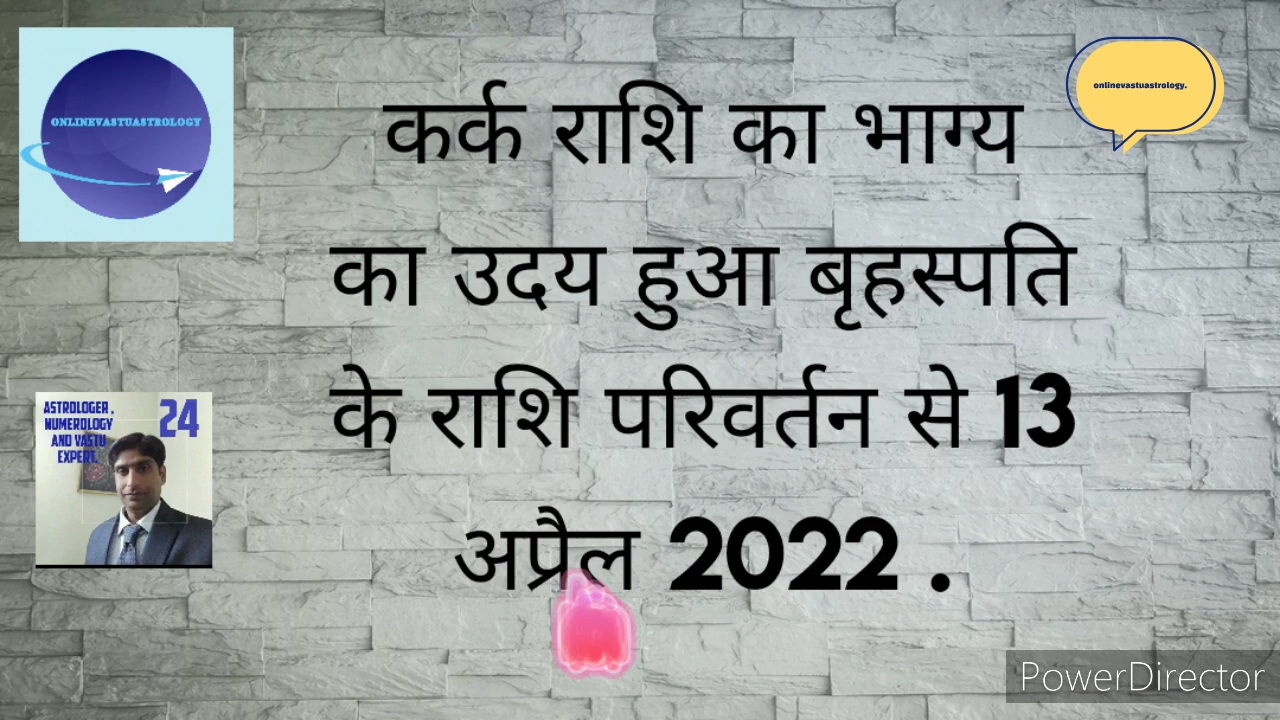 ONLINEVASTUASTROLOGY
onlinevastuastrology.
कर्क राशि का भाग्य
का उदय हुआ बृहस्पति
के राशि परिवर्तन से 13
अप्रैल 2022 .
ASTROLOGER ,
NUMEROLOGY
AND VASTU
EXPERT.
24
PowerDirector